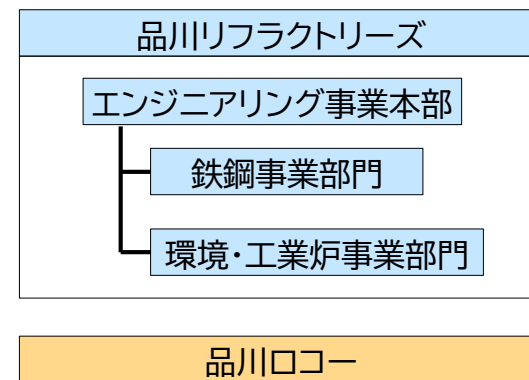 品川リフラクトリーズ
エンジニアリング事業本部
鉄鋼事業部門
環境・工業炉事業部門
品川ロコー